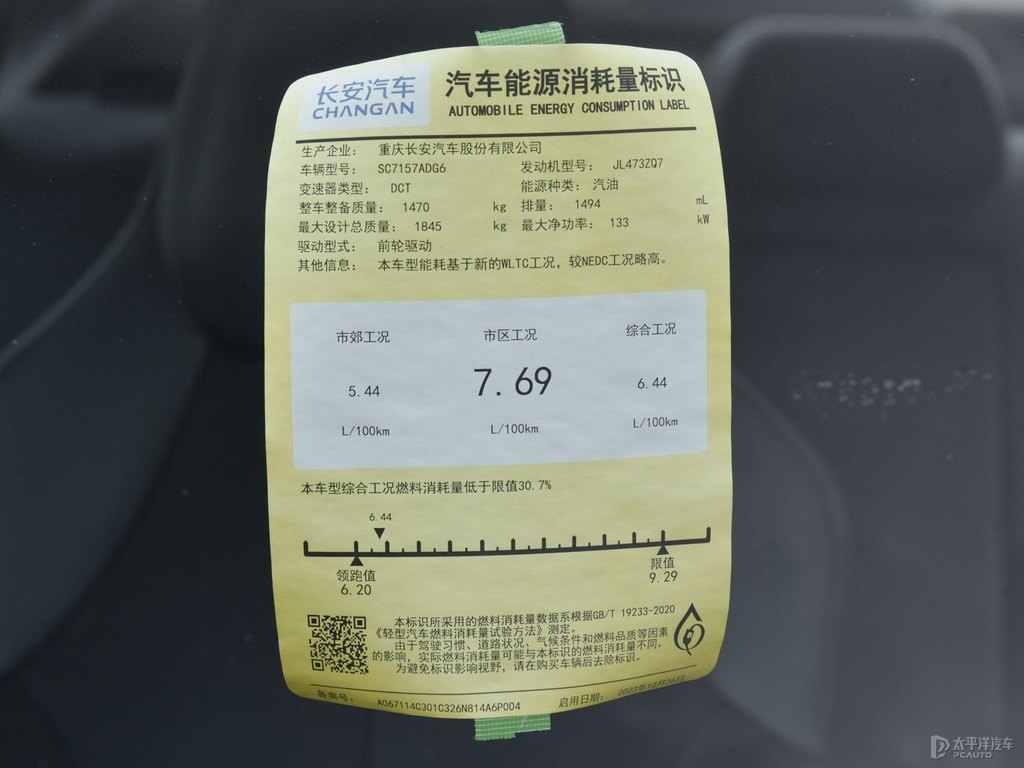 长安汽车
CHANGAN
汽车能源消耗量标识
AUTOMOBILE ENERGY CONSUMPTION LABEL
生产企业： 重庆长安汽车股份有限公司
车辆型号： SC7157ADG6 发动机型号： JL473ZQ7
变速器类型： DCT 能源种类： 汽油
整车整备质量： 1470 kg 排量： 1494 mL
最大设计总质量： 1845 kg 最大净功率： 133 kW
驱动型式： 前轮驱动
其他信息： 本车型能耗基于新的WLTC工况，较NEDC工况略高。
市郊工况 市区工况 综合工况
5.44 7.69 6.44
L/100km L/100km L/100km
本车型综合工况燃料消耗量低于限值30.7%
6.44
领跑值 限值
6.20 9.29
本标识所采用的燃料消耗量数据系根据GB/T 19233-2020
《轻型汽车燃料消耗量试验方法》测定。
由于驾驶习惯、道路状况、气候条件和燃料品质等因素
的影响，实际燃料消耗量可能与本标识的燃料消耗量不同。
为避免标识影响视野，请在购买车辆后去除标识。
备案号： A067114C301C326N814A6P004 启用日期： 2023年12月26日
太平洋汽车
PCAUTO